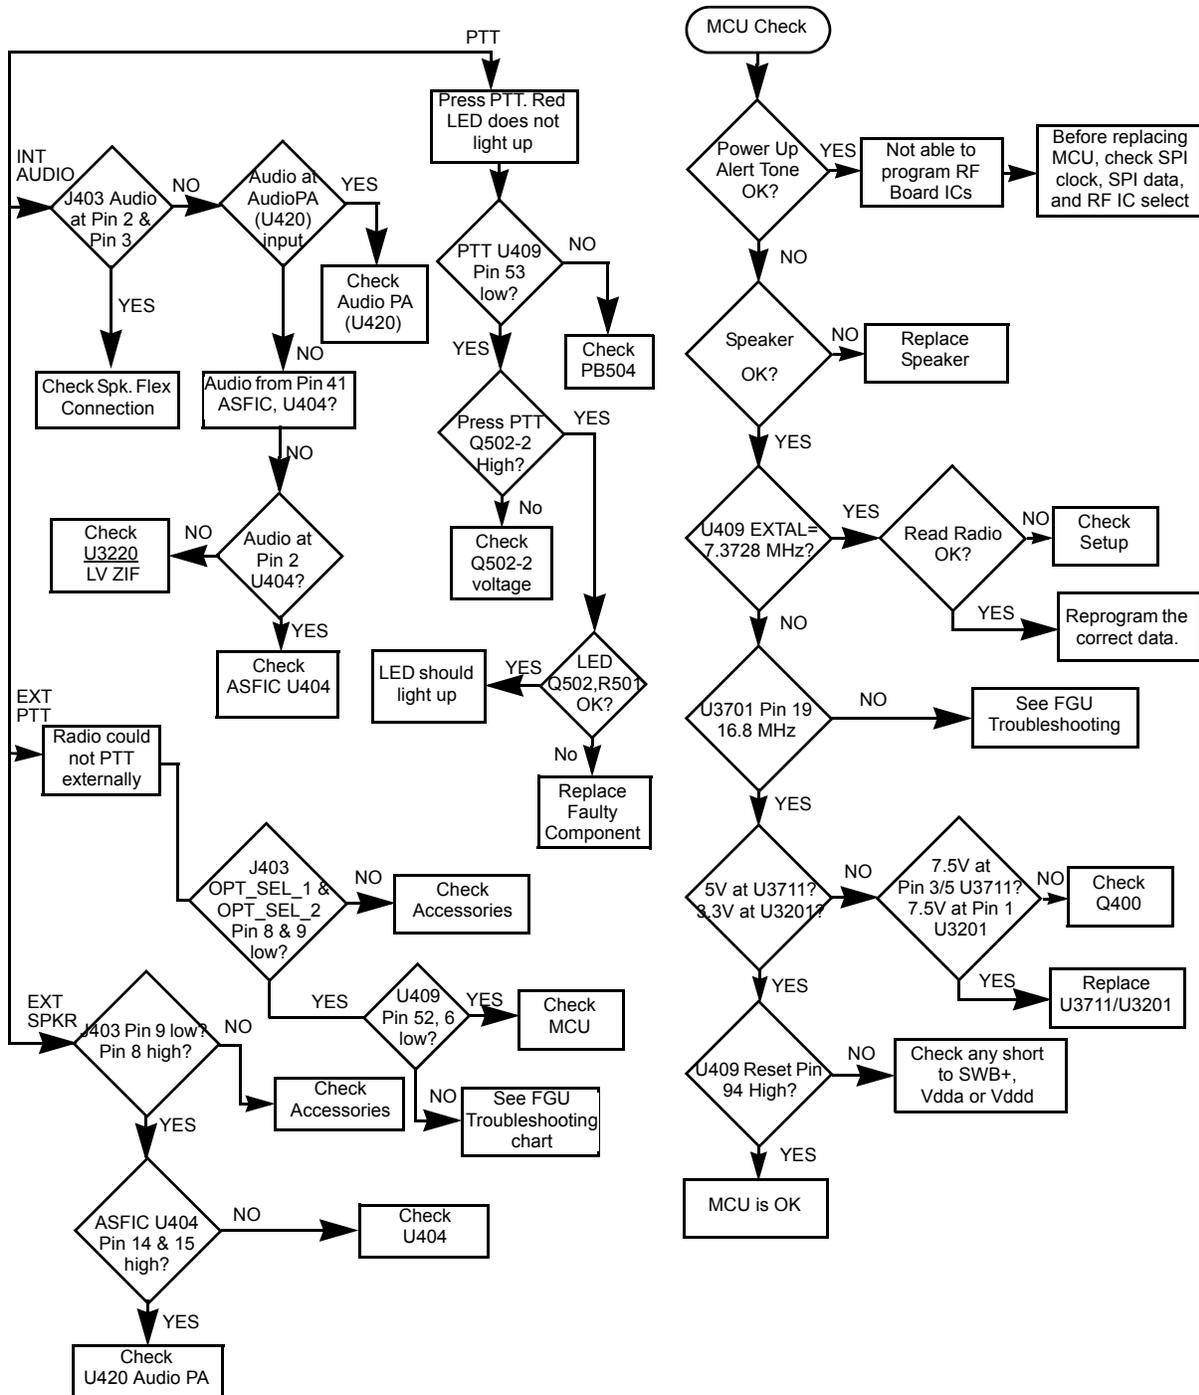 PTT
Press PTT. Red
LED does not
light up
INT
AUDIO
J403 Audio
at Pin 2 &
Pin 3
NO
Audio at
AudioPA
(U420)
input
YES
Check
Audio PA
(U420)
YES
Check Spk. Flex
Connection
NO
Audio from Pin 41
ASFIC, U404?
NO
Audio at
Pin 2
U404?
NO
Check
U3220
LV ZIF
YES
Check
ASFIC U404
PTT U409
Pin 53
low?
NO
Check
PB504
YES
Press PTT
Q502-2
High?
YES
No
Check
Q502-2
voltage
LED
Q502,R501
OK?
YES
LED should
light up
No
Replace
Faulty
Component
EXT
PTT
Radio could
not PTT
externally
J403
OPT_SEL_1 &
OPT_SEL_2
Pin 8 & 9
low?
NO
Check
Accessories
YES
U409
Pin 52, 6
low?
YES
Check
MCU
NO
See FGU
Troubleshooting
chart
EXT
SPKR
J403 Pin 9 low?
Pin 8 high?
NO
Check
Accessories
YES
ASFIC U404
Pin 14 & 15
high?
NO
Check
U404
YES
Check
U420 Audio PA
MCU Check
Power Up
Alert Tone
OK?
YES
Not able to
program RF
Board ICs
Before replacing
MCU, check SPI
clock, SPI data,
and RF IC select
NO
Speaker
OK?
NO
Replace
Speaker
YES
U409 EXTAL=
7.3728 MHz?
YES
Read Radio
OK?
NO
Check
Setup
YES
Reprogram the
correct data.
NO
U3701 Pin 19
16.8 MHz
NO
See FGU
Troubleshooting
YES
5V at U3711?
3.3V at U3201?
NO
7.5V at
Pin 3/5 U3711?
7.5V at Pin 1
U3201
NO
Check
Q400
YES
Replace
U3711/U3201
YES
U409 Reset Pin
94 High?
NO
Check any short
to SWB+,
Vdda or Vddd
YES
MCU is OK